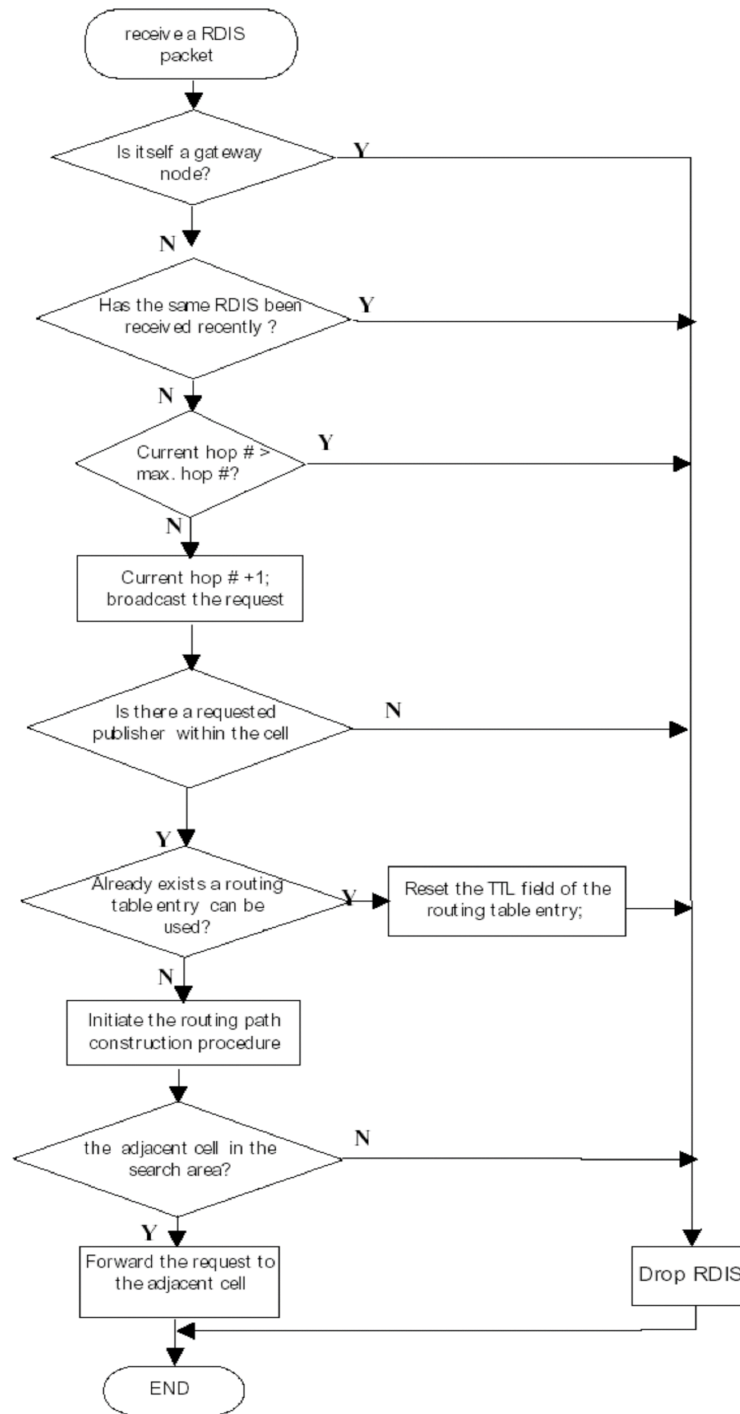 receive a RDIS
packet
Is itself a gateway
node?
Y
N
Has the same RDIS been
received recently ?
Y
N
Current hop # >
max. hop #?
Y
N
Current hop # +1;
broadcast the request
Is there a requested
publisher within the cell
N
Y
Already exists a routing
table entry can be
used?
Y
Reset the TTL field of the
routing table entry;
N
Initiate the routing path
construction procedure
the adjacent cell in the
search area?
N
Y
Forward the request to
the adjacent cell
Drop RDIS
END